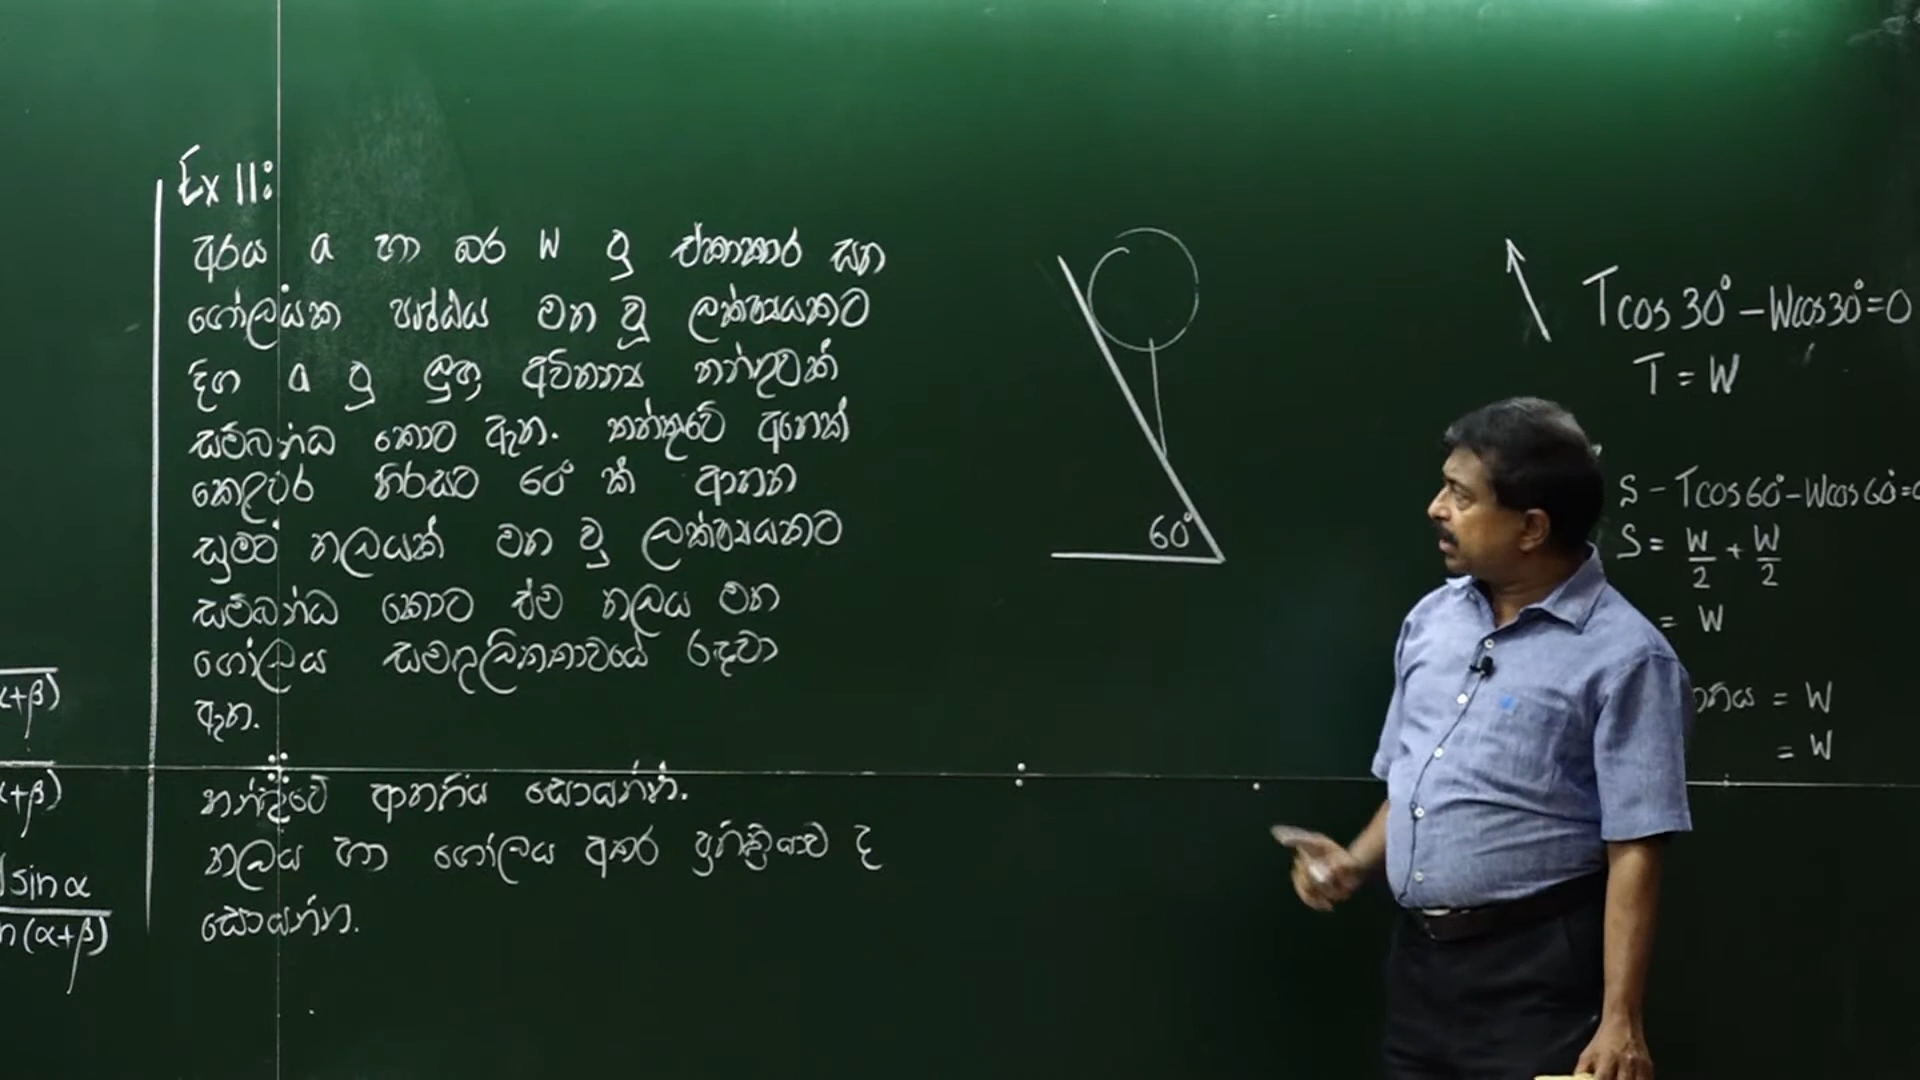 Ex 11:
අරය a හා බර W වූ ඒකාකාර ඝන
ගෝලයක පෘෂ්ඨය මත වූ ලක්ෂ්‍යයකට
දිග a වූ ලුහු අවිතන්‍ය තන්තුවක්
සම්බන්ධ කොට ඇත. තන්තුවේ අනෙක්
කෙළවර තිරසට 60° ක් ආනත
සුමට තලයක් මත වූ ලක්ෂ්‍යයකට
සම්බන්ධ කොට එම තලය මත
ගෝලය සමතුලිතතාවයේ රඳවා
ඇත.
තන්තුවේ ආතතිය සොයන්න.
තලය හා ගෝලය අතර ප්‍රතික්‍රියාව ද
සොයන්න.
60°
T cos 30° – W cos 30° = 0
T = W
S – T cos 60° – W cos 60° =
S = W/2 + W/2
= W
= W
= W
α+β)
+β)
sin α
n (α+β)